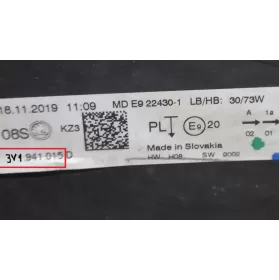 18.11.2019 11:09 MD E9 22430-1 LB/HB: 30/73W
08S KZ3 PL E9 20 A 1a
02 01
Made in Slovakia
3V1 941 015 D HW H08 SW 0002